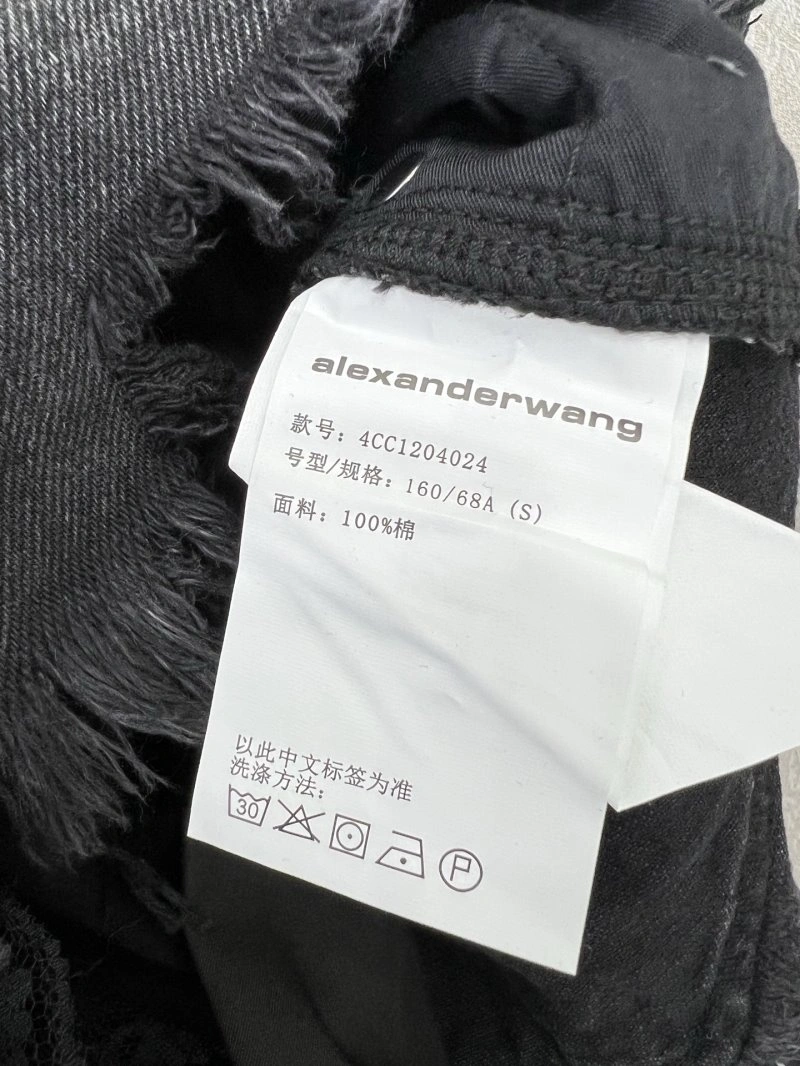 alexanderwang
款号：4CC1204024
号型/规格：160/68A (S)
面料：100%棉
以此中文标签为准
洗涤方法：
30
P